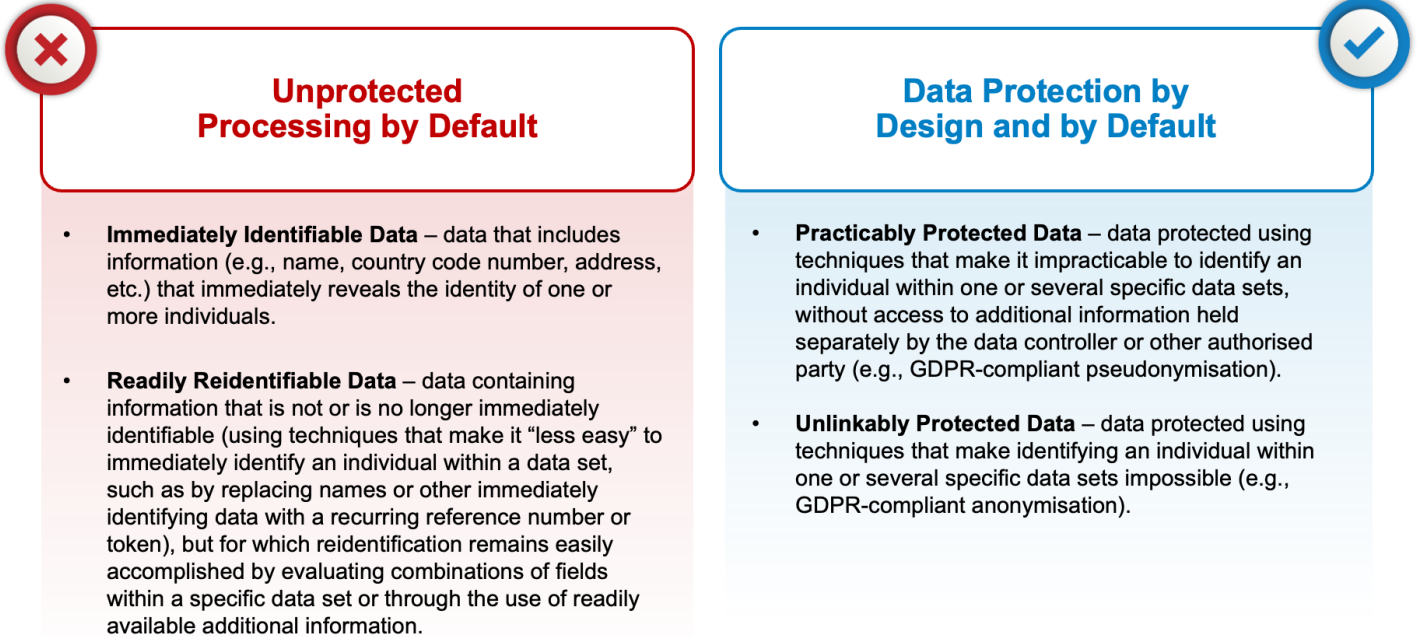 Unprotected
Processing by Default
• Immediately Identifiable Data – data that includes
information (e.g., name, country code number, address,
etc.) that immediately reveals the identity of one or
more individuals.
• Readily Reidentifiable Data – data containing
information that is not or is no longer immediately
identifiable (using techniques that make it “less easy” to
immediately identify an individual within a data set,
such as by replacing names or other immediately
identifying data with a recurring reference number or
token), but for which reidentification remains easily
accomplished by evaluating combinations of fields
within a specific data set or through the use of readily
available additional information.
Data Protection by
Design and by Default
• Practicably Protected Data – data protected using
techniques that make it impracticable to identify an
individual within one or several specific data sets,
without access to additional information held
separately by the data controller or other authorised
party (e.g., GDPR-compliant pseudonymisation).
• Unlinkably Protected Data – data protected using
techniques that make identifying an individual within
one or several specific data sets impossible (e.g.,
GDPR-compliant anonymisation).